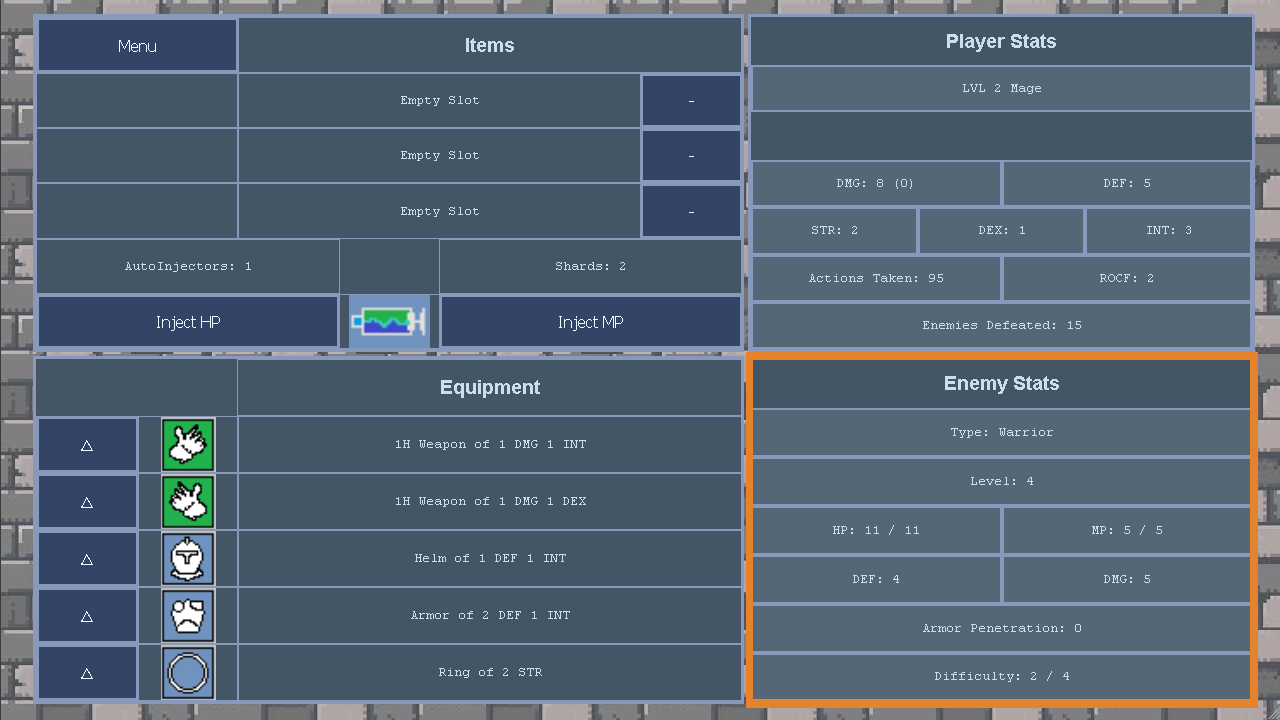 Menu
Items
Empty Slot
-
Empty Slot
-
Empty Slot
-
AutoInjectors: 1
Shards: 2
Inject HP
Inject MP
Player Stats
LVL 2 Mage
DMG: 8 (0)
DEF: 5
STR: 2
DEX: 1
INT: 3
Actions Taken: 95
ROCF: 2
Enemies Defeated: 15
Equipment
△
1H Weapon of 1 DMG 1 INT
△
1H Weapon of 1 DMG 1 DEX
△
Helm of 1 DEF 1 INT
△
Armor of 2 DEF 1 INT
△
Ring of 2 STR
Enemy Stats
Type: Warrior
Level: 4
HP: 11 / 11
MP: 5 / 5
DEF: 4
DMG: 5
Armor Penetration: 0
Difficulty: 2 / 4